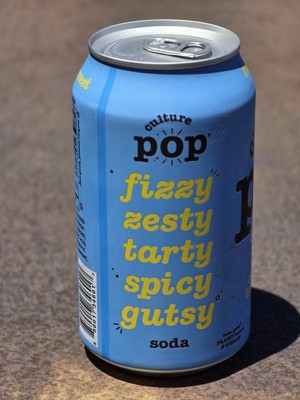 culture
pop
fizzy
zesty
tarty
spicy
gutsy
soda